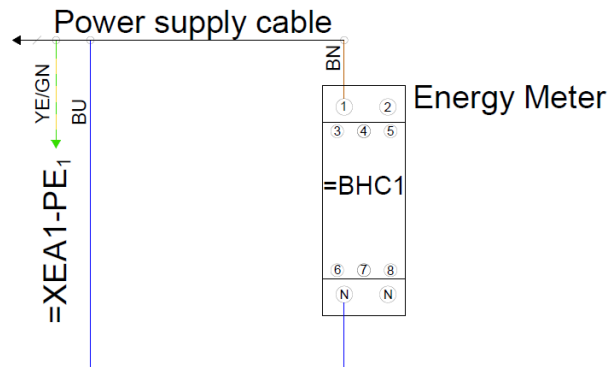 Power supply cable
YE/GN
BU
BN
=XEA1-PE1
Energy Meter
1 2
3 4 5
=BHC1
6 7 8
N N